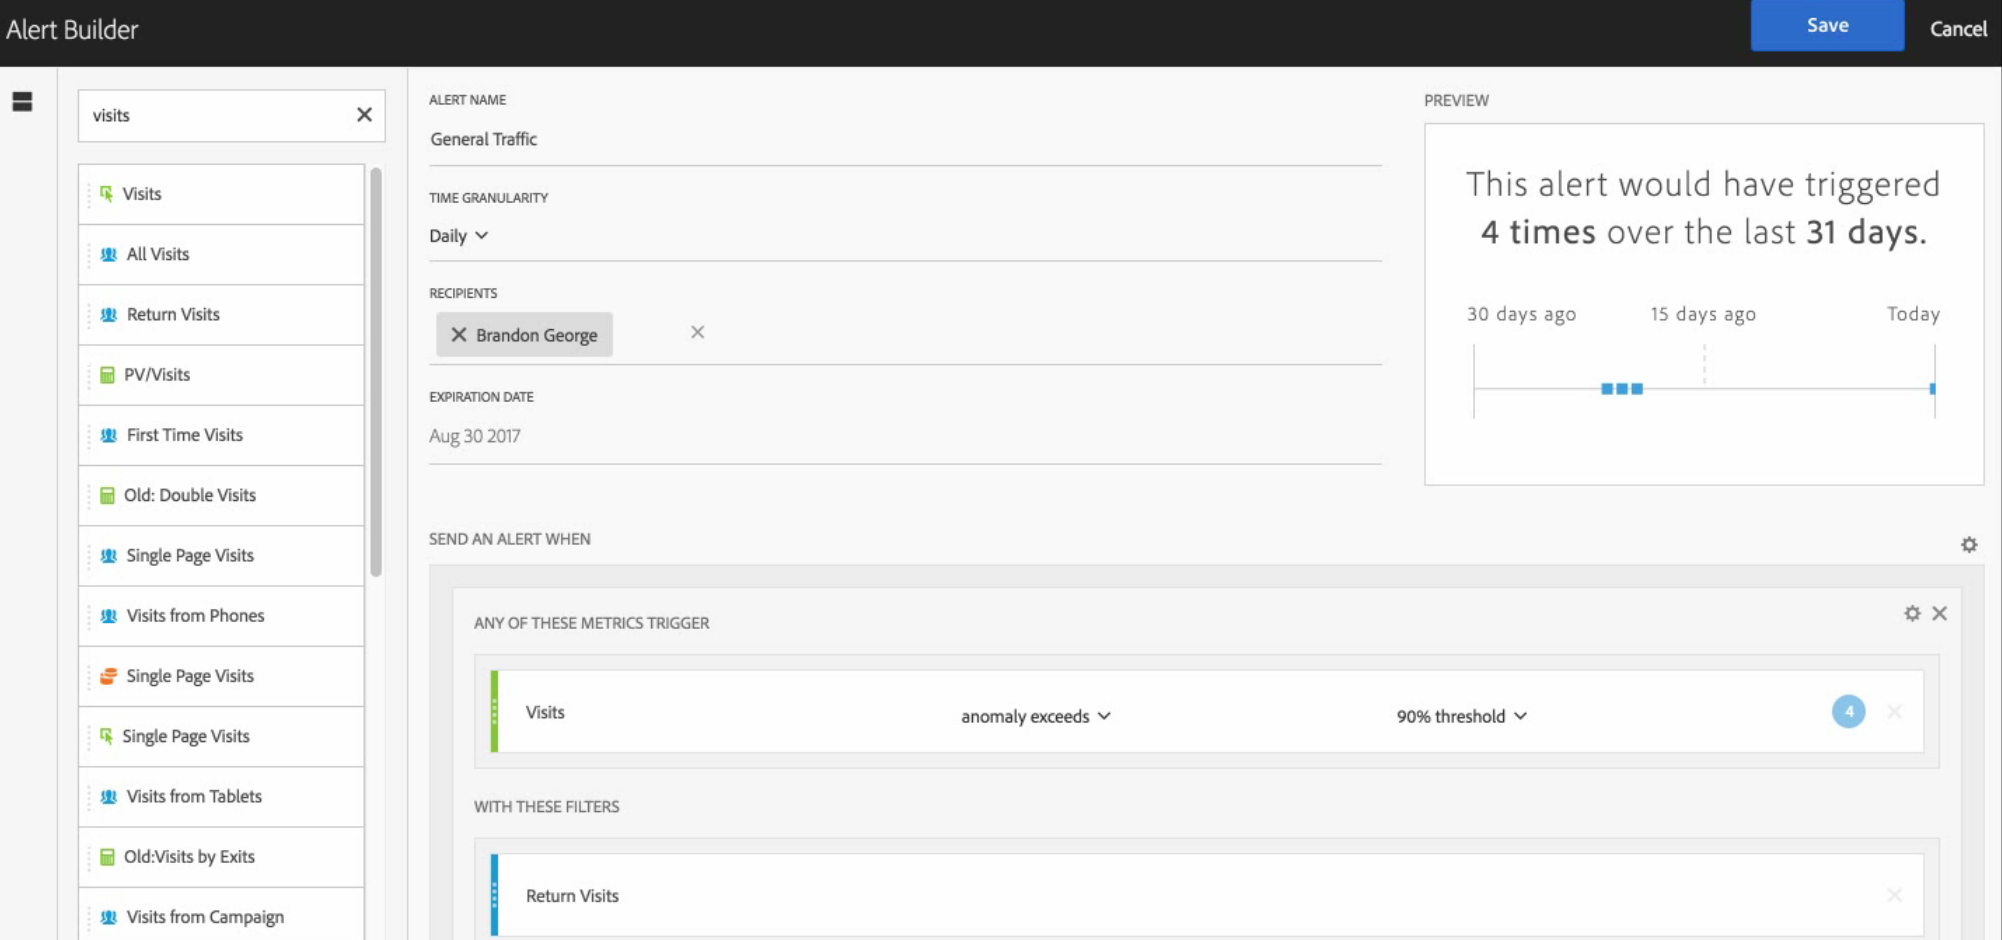 Alert Builder
Save
Cancel
visits
Visits
All Visits
Return Visits
PV/Visits
First Time Visits
Old: Double Visits
Single Page Visits
Visits from Phones
Single Page Visits
Single Page Visits
Visits from Tablets
Old:Visits by Exits
Visits from Campaign
ALERT NAME
General Traffic
TIME GRANULARITY
Daily
RECIPIENTS
Brandon George
EXPIRATION DATE
Aug 30 2017
PREVIEW
This alert would have triggered
4 times over the last 31 days.
30 days ago 15 days ago Today
SEND AN ALERT WHEN
ANY OF THESE METRICS TRIGGER
Visits anomaly exceeds 90% threshold 4
WITH THESE FILTERS
Return Visits